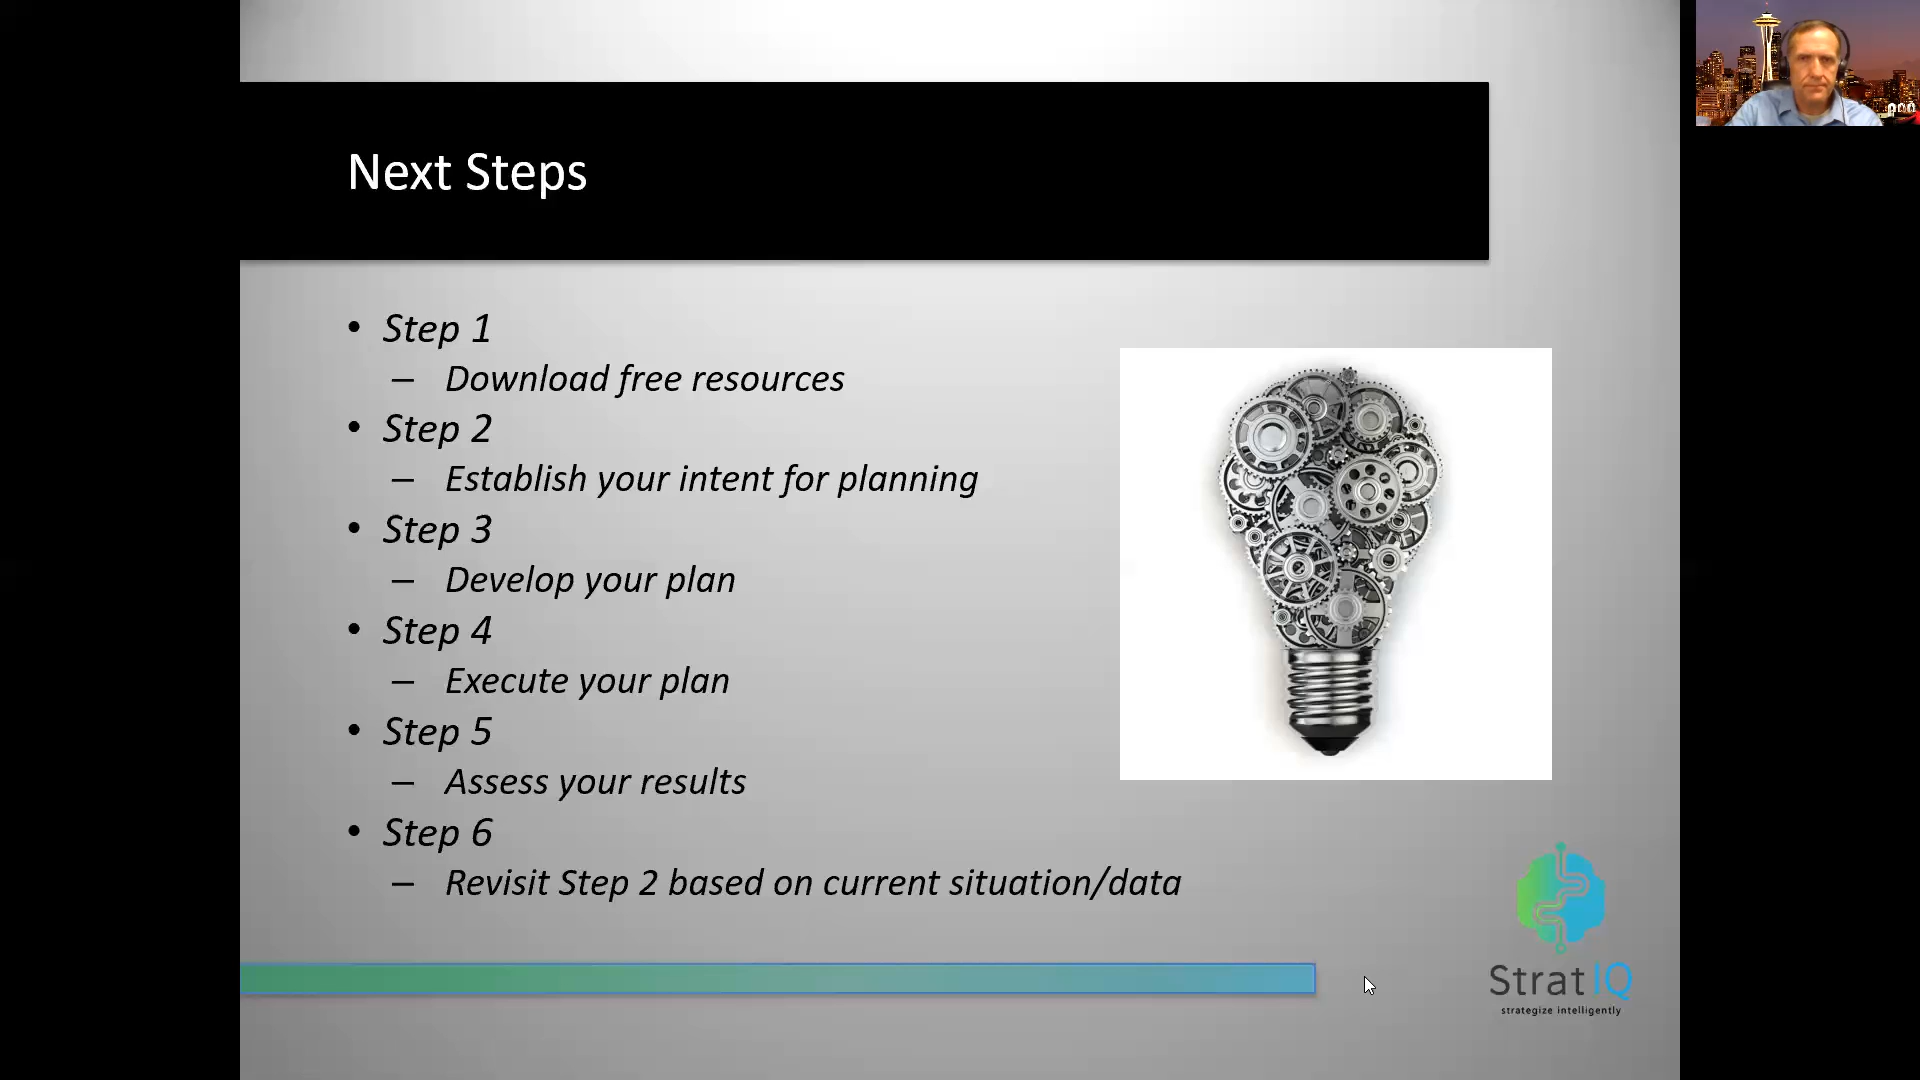 Next Steps
• Step 1
– Download free resources
• Step 2
– Establish your intent for planning
• Step 3
– Develop your plan
• Step 4
– Execute your plan
• Step 5
– Assess your results
• Step 6
– Revisit Step 2 based on current situation/data
StratIQ
strategize intelligently